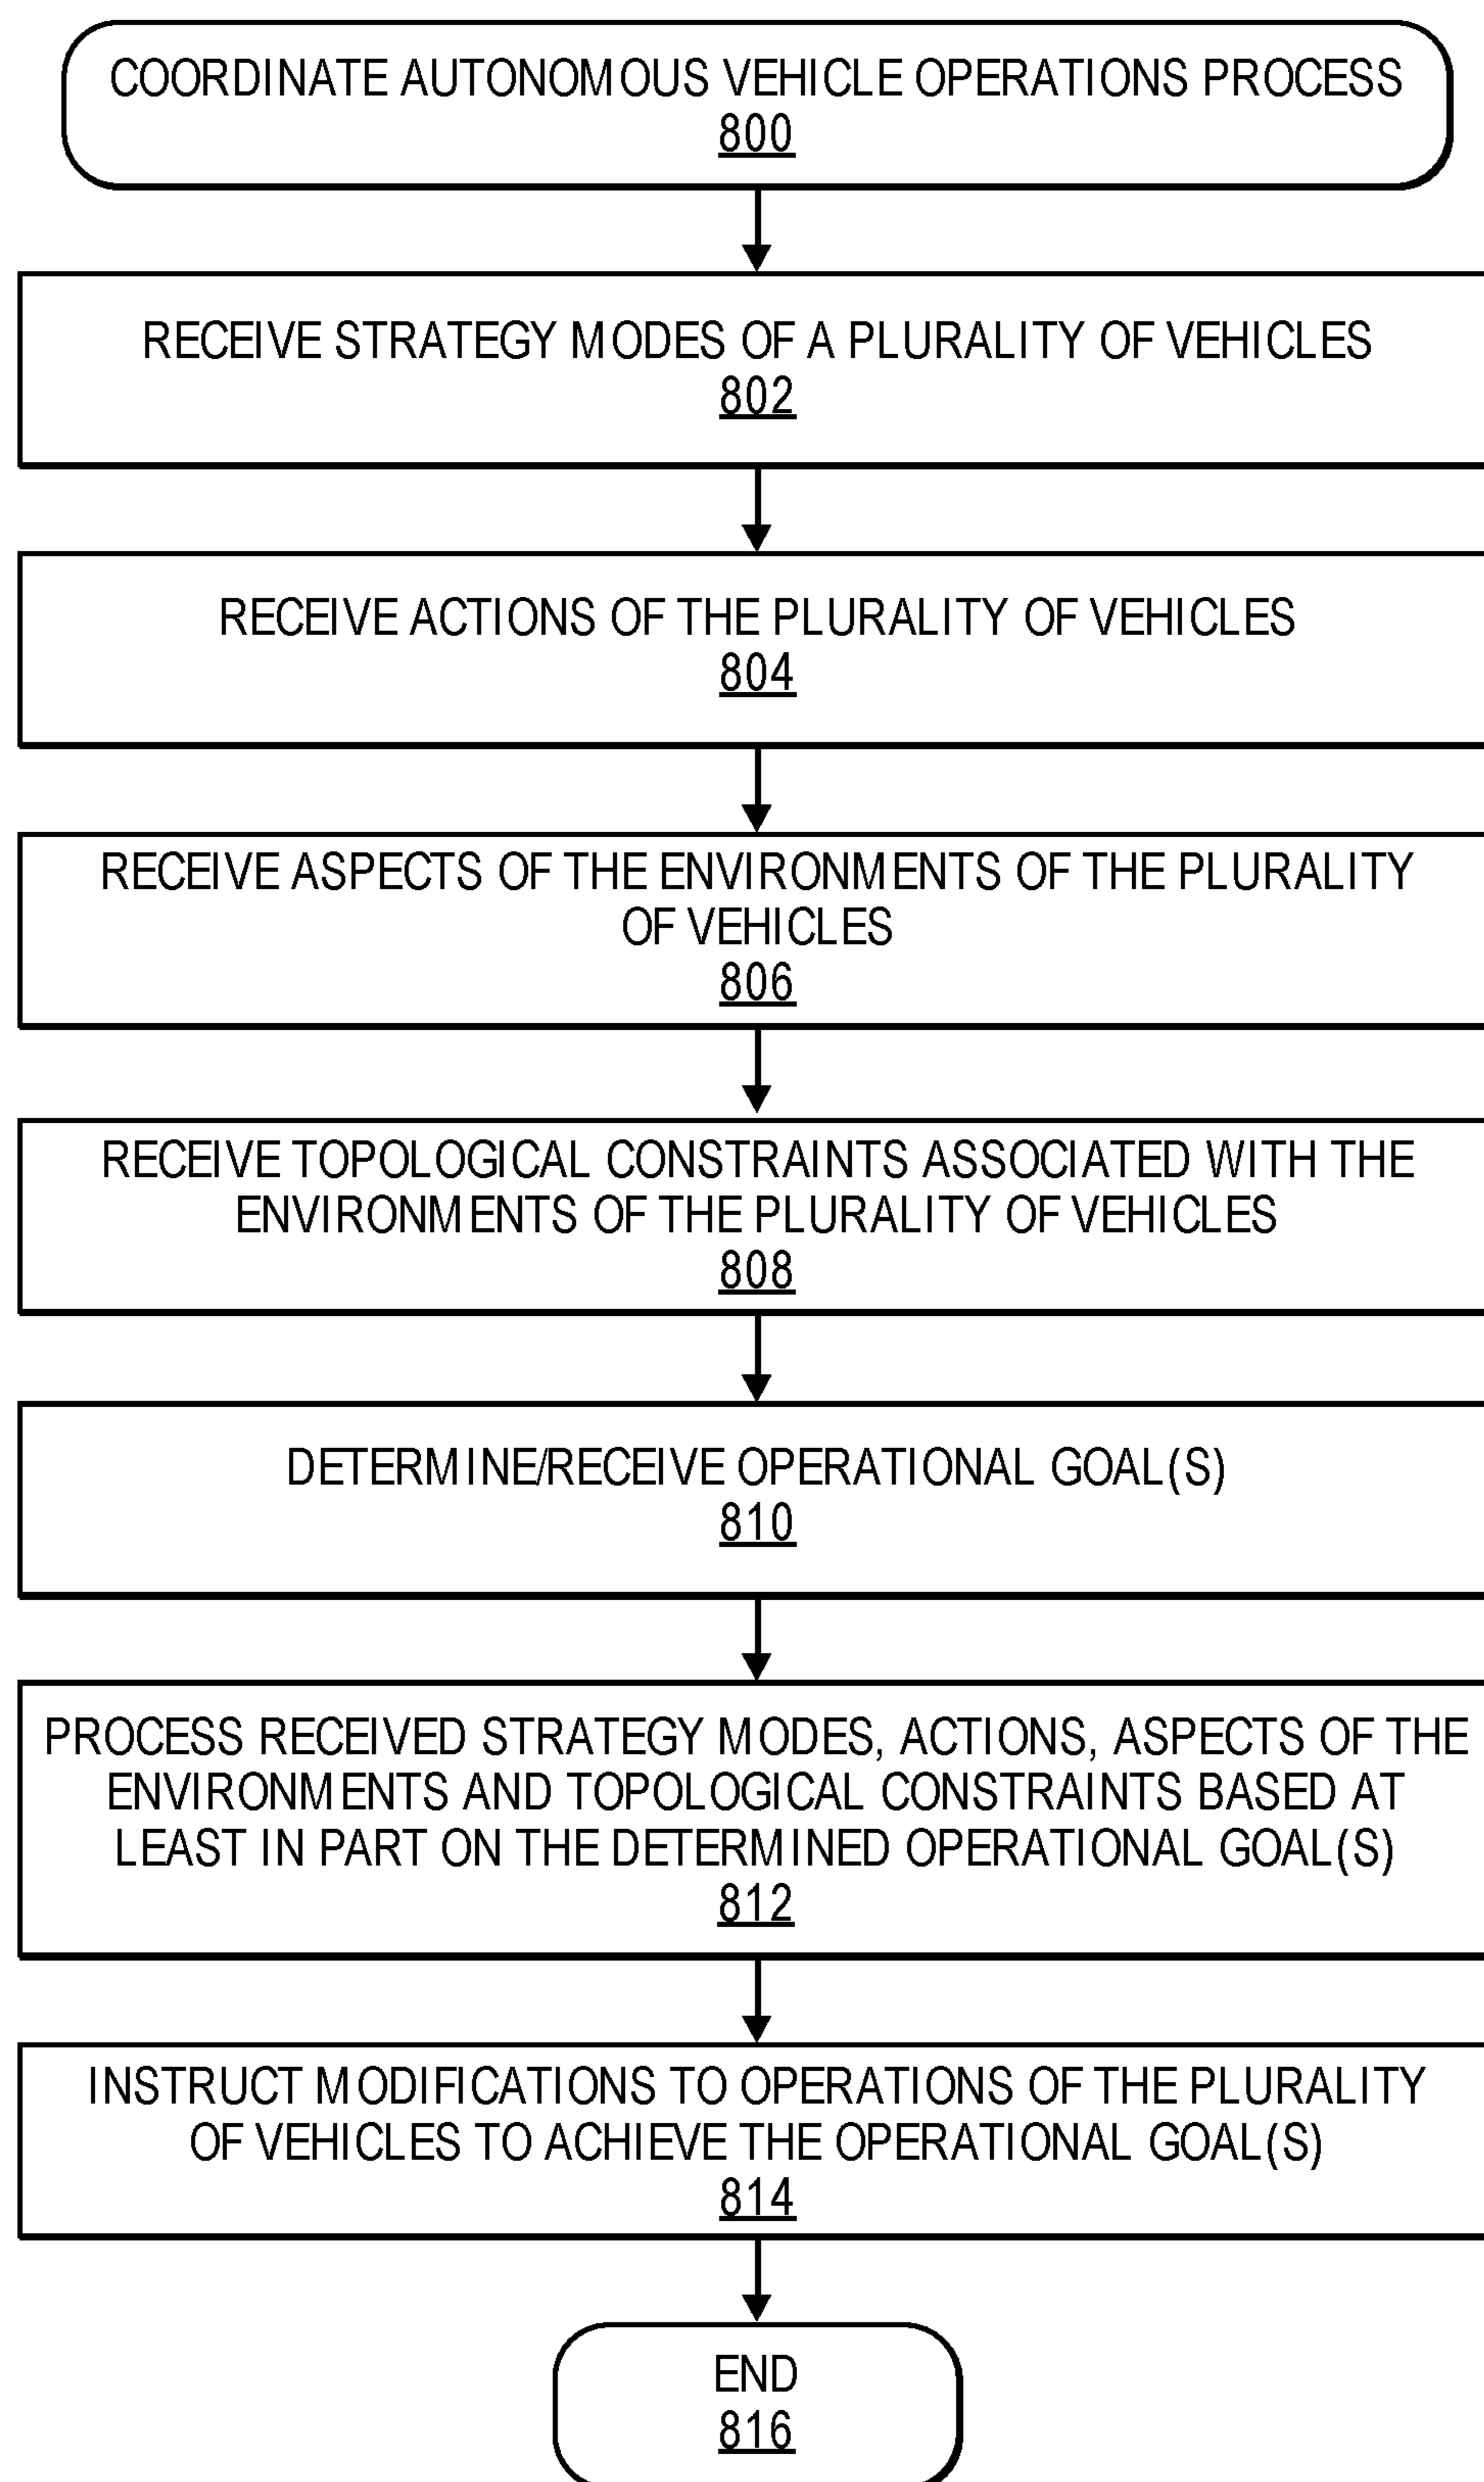 COORDINATE AUTONOMOUS VEHICLE OPERATIONS PROCESS
800
RECEIVE STRATEGY MODES OF A PLURALITY OF VEHICLES
802
RECEIVE ACTIONS OF THE PLURALITY OF VEHICLES
804
RECEIVE ASPECTS OF THE ENVIRONMENTS OF THE PLURALITY
OF VEHICLES
806
RECEIVE TOPOLOGICAL CONSTRAINTS ASSOCIATED WITH THE
ENVIRONMENTS OF THE PLURALITY OF VEHICLES
808
DETERMINE/RECEIVE OPERATIONAL GOAL(S)
810
PROCESS RECEIVED STRATEGY MODES, ACTIONS, ASPECTS OF THE
ENVIRONMENTS AND TOPOLOGICAL CONSTRAINTS BASED AT
LEAST IN PART ON THE DETERMINED OPERATIONAL GOAL(S)
812
INSTRUCT MODIFICATIONS TO OPERATIONS OF THE PLURALITY
OF VEHICLES TO ACHIEVE THE OPERATIONAL GOAL(S)
814
END
816